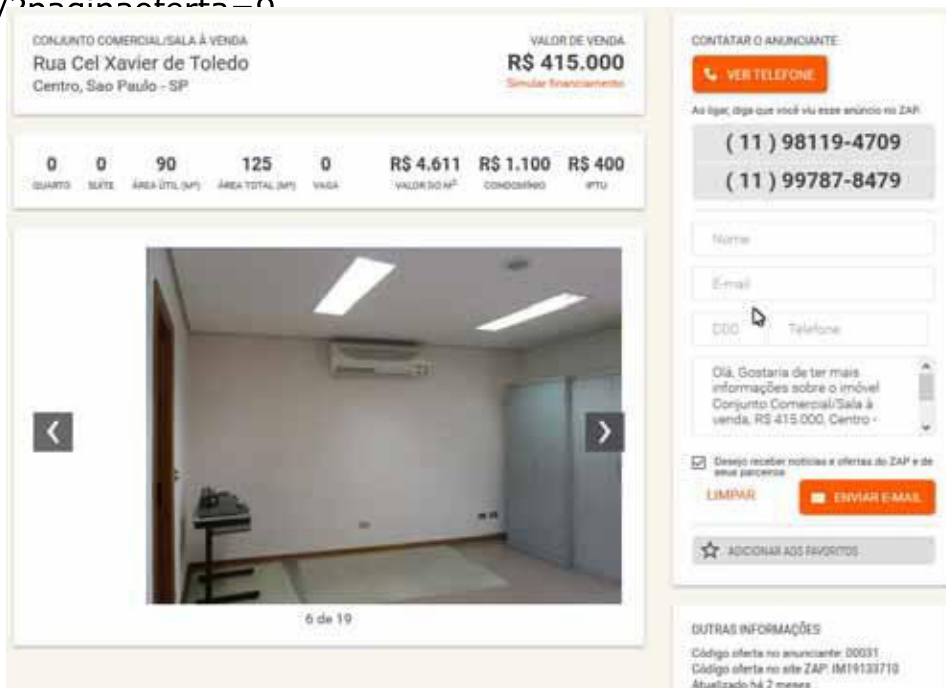 /?paginaoferta=9
CONJUNTO COMERCIAL/SALA À VENDA
Rua Cel Xavier de Toledo
Centro, Sao Paulo - SP
VALOR DE VENDA
R$ 415.000
Simular financiamento
0 0 90 125 0 R$ 4.611 R$ 1.100 R$ 400
QUARTO SUÍTE ÁREA ÚTIL (M²) ÁREA TOTAL (M²) VAGA VALOR DO M² CONDOMÍNIO IPTU
6 de 19
CONTATAR O ANUNCIANTE
VER TELEFONE
Ao ligar, diga que você viu esse anúncio no ZAP.
( 11 ) 98119-4709
( 11 ) 99787-8479
Nome
E-mail
DDD Telefone
Olá, Gostaria de ter mais
informações sobre o imóvel
Conjunto Comercial/Sala à
venda, R$ 415.000, Centro -
Desejo receber notícias e ofertas do ZAP e de
seus parceiros
LIMPAR ENVIAR E-MAIL
ADICIONAR AOS FAVORITOS
OUTRAS INFORMAÇÕES
Código oferta no anunciante: 00031
Código oferta no site ZAP: IM19133710
Atualizado há 2 meses